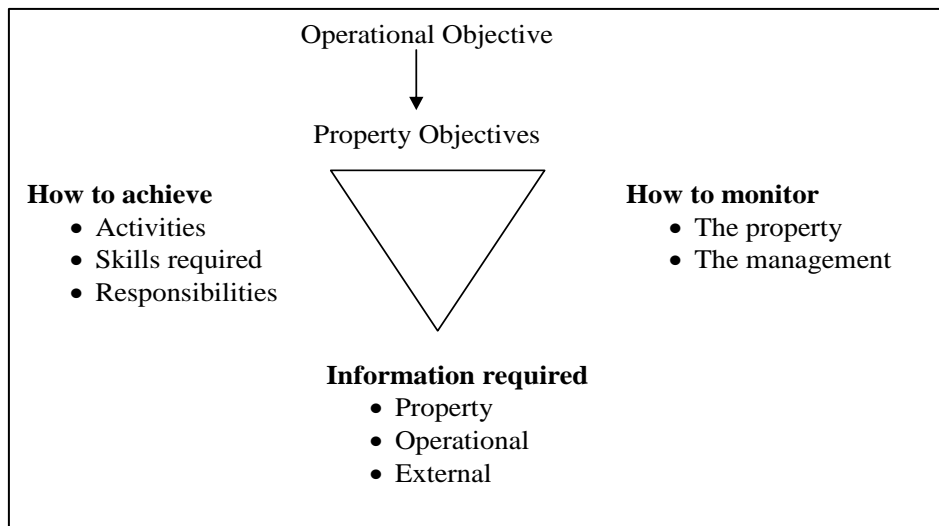 Operational Objective
Property Objectives
How to achieve
• Activities
• Skills required
• Responsibilities
How to monitor
• The property
• The management
Information required
• Property
• Operational
• External